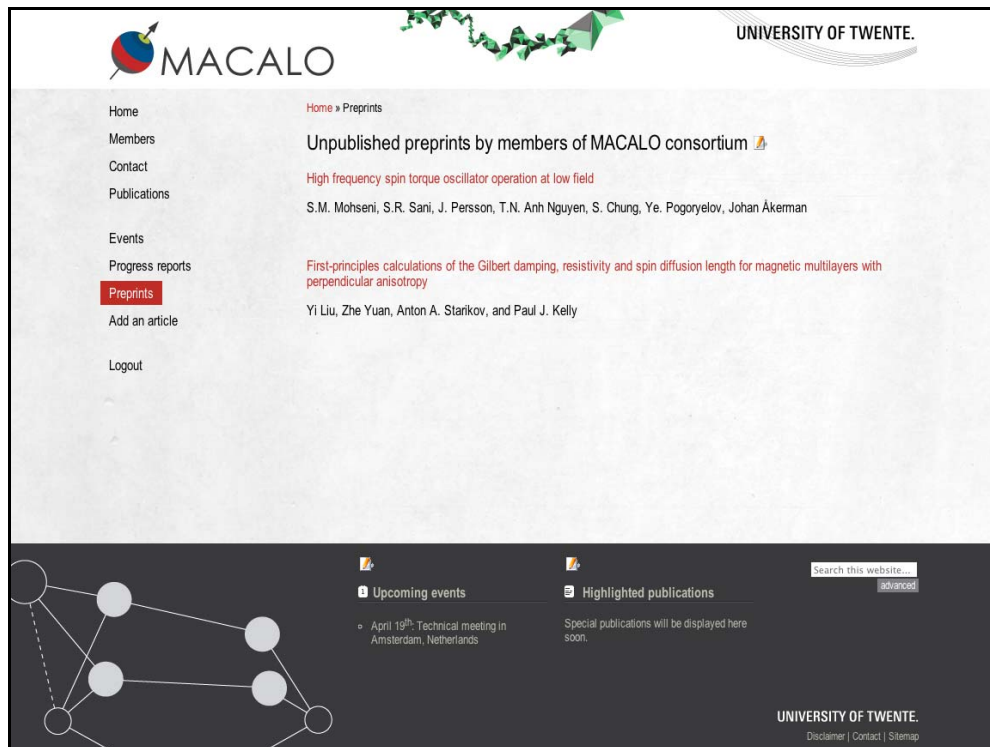 MACALO
UNIVERSITY OF TWENTE.
Home
Members
Contact
Publications
Events
Progress reports
Preprints
Add an article
Logout
Home » Preprints
Unpublished preprints by members of MACALO consortium
High frequency spin torque oscillator operation at low field
S.M. Mohseni, S.R. Sani, J. Persson, T.N. Anh Nguyen, S. Chung, Ye. Pogoryelov, Johan Åkerman
First-principles calculations of the Gilbert damping, resistivity and spin diffusion length for magnetic multilayers with
perpendicular anisotropy
Yi Liu, Zhe Yuan, Anton A. Starikov, and Paul J. Kelly
1 Upcoming events
April 19th: Technical meeting in
Amsterdam, Netherlands
Highlighted publications
Special publications will be displayed here
soon.
Search this website...
advanced
UNIVERSITY OF TWENTE.
Disclaimer | Contact | Sitemap